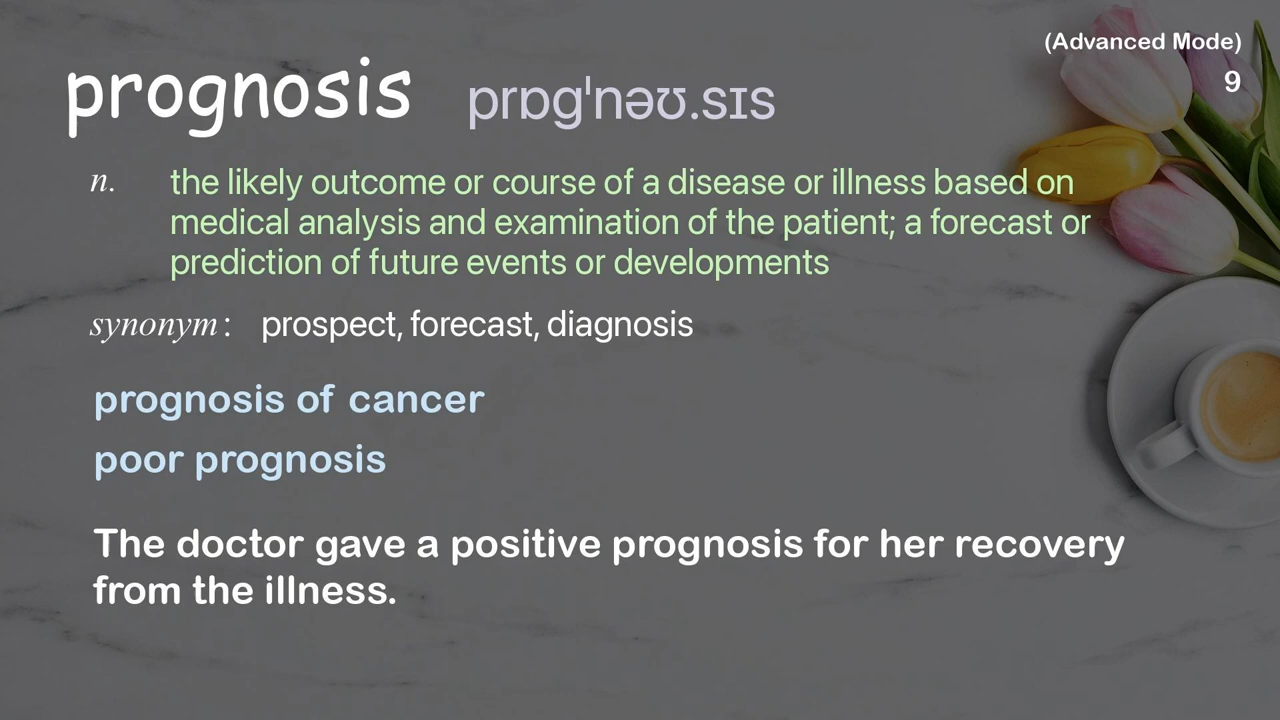 (Advanced Mode)
9
prognosis prɒgˈnəʊ.sɪs
n. the likely outcome or course of a disease or illness based on
medical analysis and examination of the patient; a forecast or
prediction of future events or developments
synonym: prospect, forecast, diagnosis
prognosis of cancer
poor prognosis
The doctor gave a positive prognosis for her recovery
from the illness.